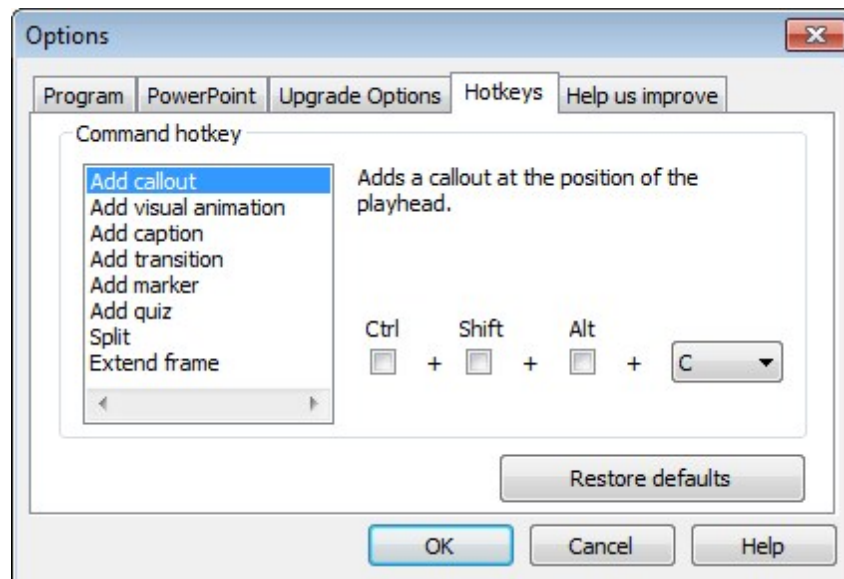 Options
Program PowerPoint Upgrade Options Hotkeys Help us improve
Command hotkey
Add callout
Add visual animation
Add caption
Add transition
Add marker
Add quiz
Split
Extend frame
Adds a callout at the position of the
playhead.
Ctrl Shift Alt
+ + + C
Restore defaults
OK Cancel Help